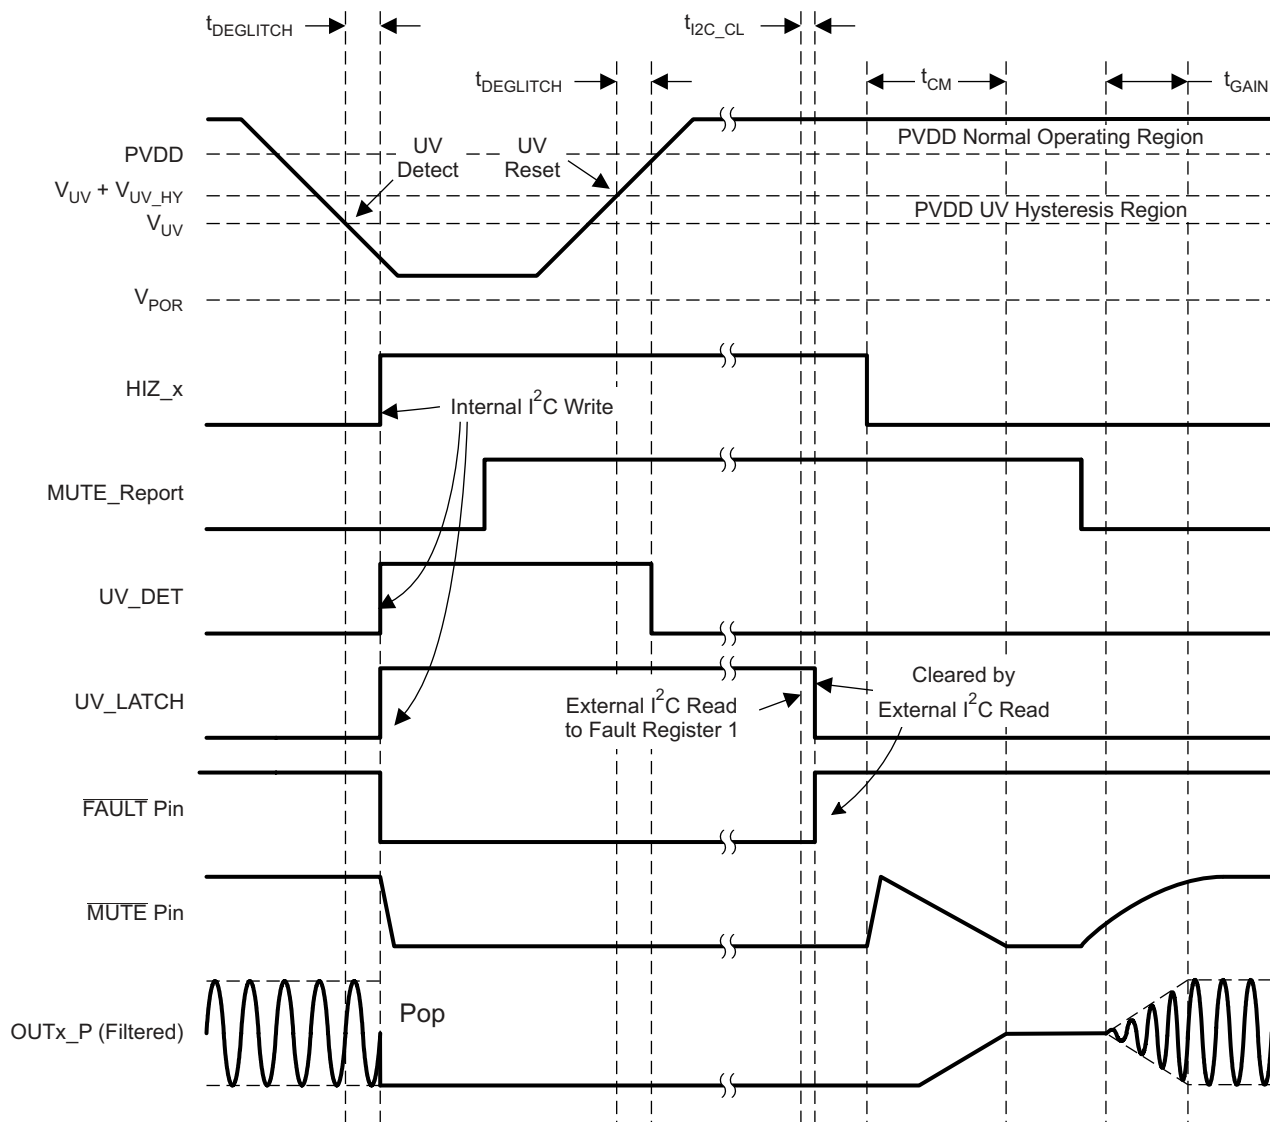 tDEGLITCH
tI2C_CL
tDEGLITCH
tCM
tGAIN
PVDD
UV
Detect
UV
Reset
PVDD Normal Operating Region
VUV + VUV_HY
VUV
PVDD UV Hysteresis Region
VPOR
HIZ_x
Internal I2C Write
MUTE_Report
UV_DET
UV_LATCH
External I2C Read
to Fault Register 1
Cleared by
External I2C Read
FAULT Pin
MUTE Pin
Pop
OUTx_P (Filtered)